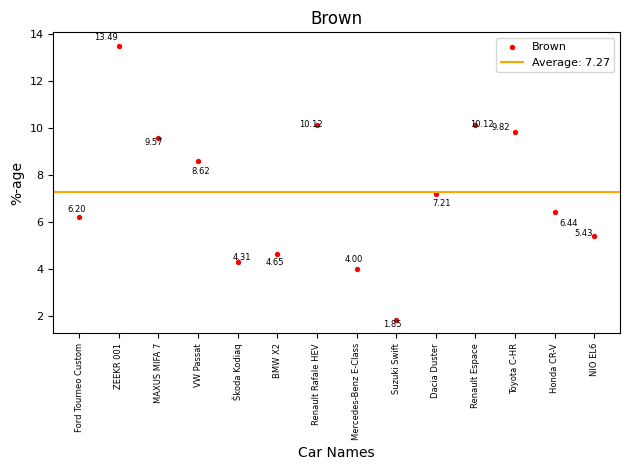 Brown
14
12
10
8
6
4
2
%-age
Brown
Average: 7.27
6.20
13.49
9.57
8.62
4.31
4.65
10.12
4.00
1.85
7.21
10.12
9.82
6.44
5.43
Ford Tourneo Custom
ZEEKR 001
MAXUS MIFA 7
VW Passat
Škoda Kodiaq
BMW X2
Renault Rafale HEV
Mercedes-Benz E-Class
Suzuki Swift
Dacia Duster
Renault Espace
Toyota C-HR
Honda CR-V
NIO EL6
Car Names